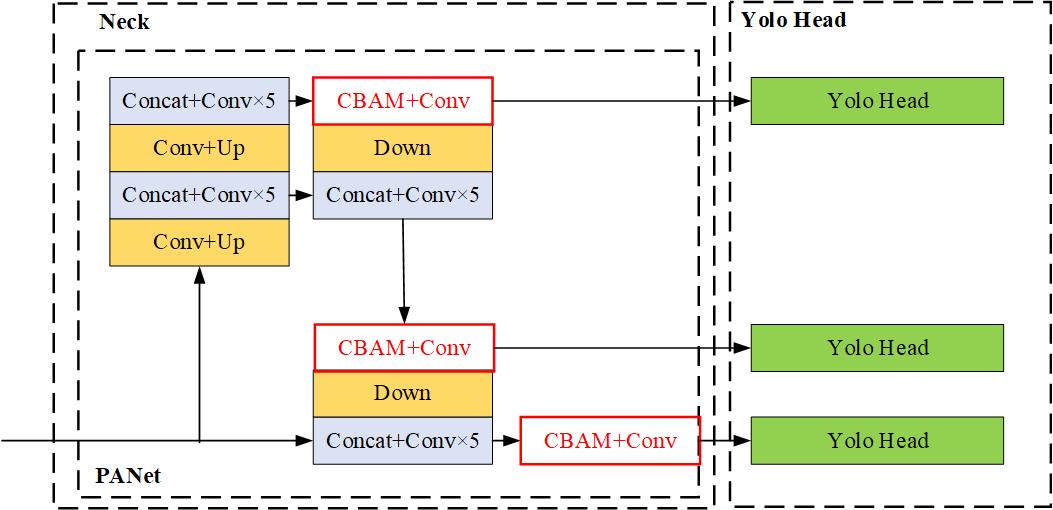 Neck
Yolo Head
Concat+Conv×5
CBAM+Conv
Yolo Head
Conv+Up
Down
Concat+Conv×5
Concat+Conv×5
Conv+Up
CBAM+Conv
Yolo Head
Down
Concat+Conv×5
CBAM+Conv
Yolo Head
PANet